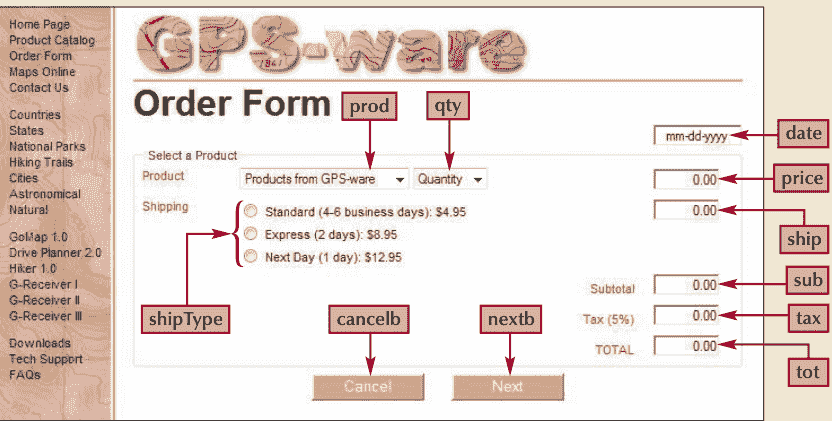 Home Page
Product Catalog
Order Form
Maps Online
Contact Us
Countries
States
National Parks
Hiking Trails
Cities
Astronomical
Natural
GoMap 1.0
Drive Planner 2.0
Hiker 1.0
G-Receiver I
G-Receiver II
G-Receiver III
Downloads
Tech Support
FAQs
GPS-ware
Order Form
prod
qty
mm-dd-yyyy
date
Select a Product
Product
Products from GPS-ware
Quantity
0.00
price
Shipping
Standard (4-6 business days): $4.95
0.00
Express (2 days): $8.95
ship
Next Day (1 day): $12.95
shipType
Subtotal
0.00
sub
cancelb
nextb
Tax (5%)
0.00
tax
TOTAL
0.00
tot
Cancel
Next